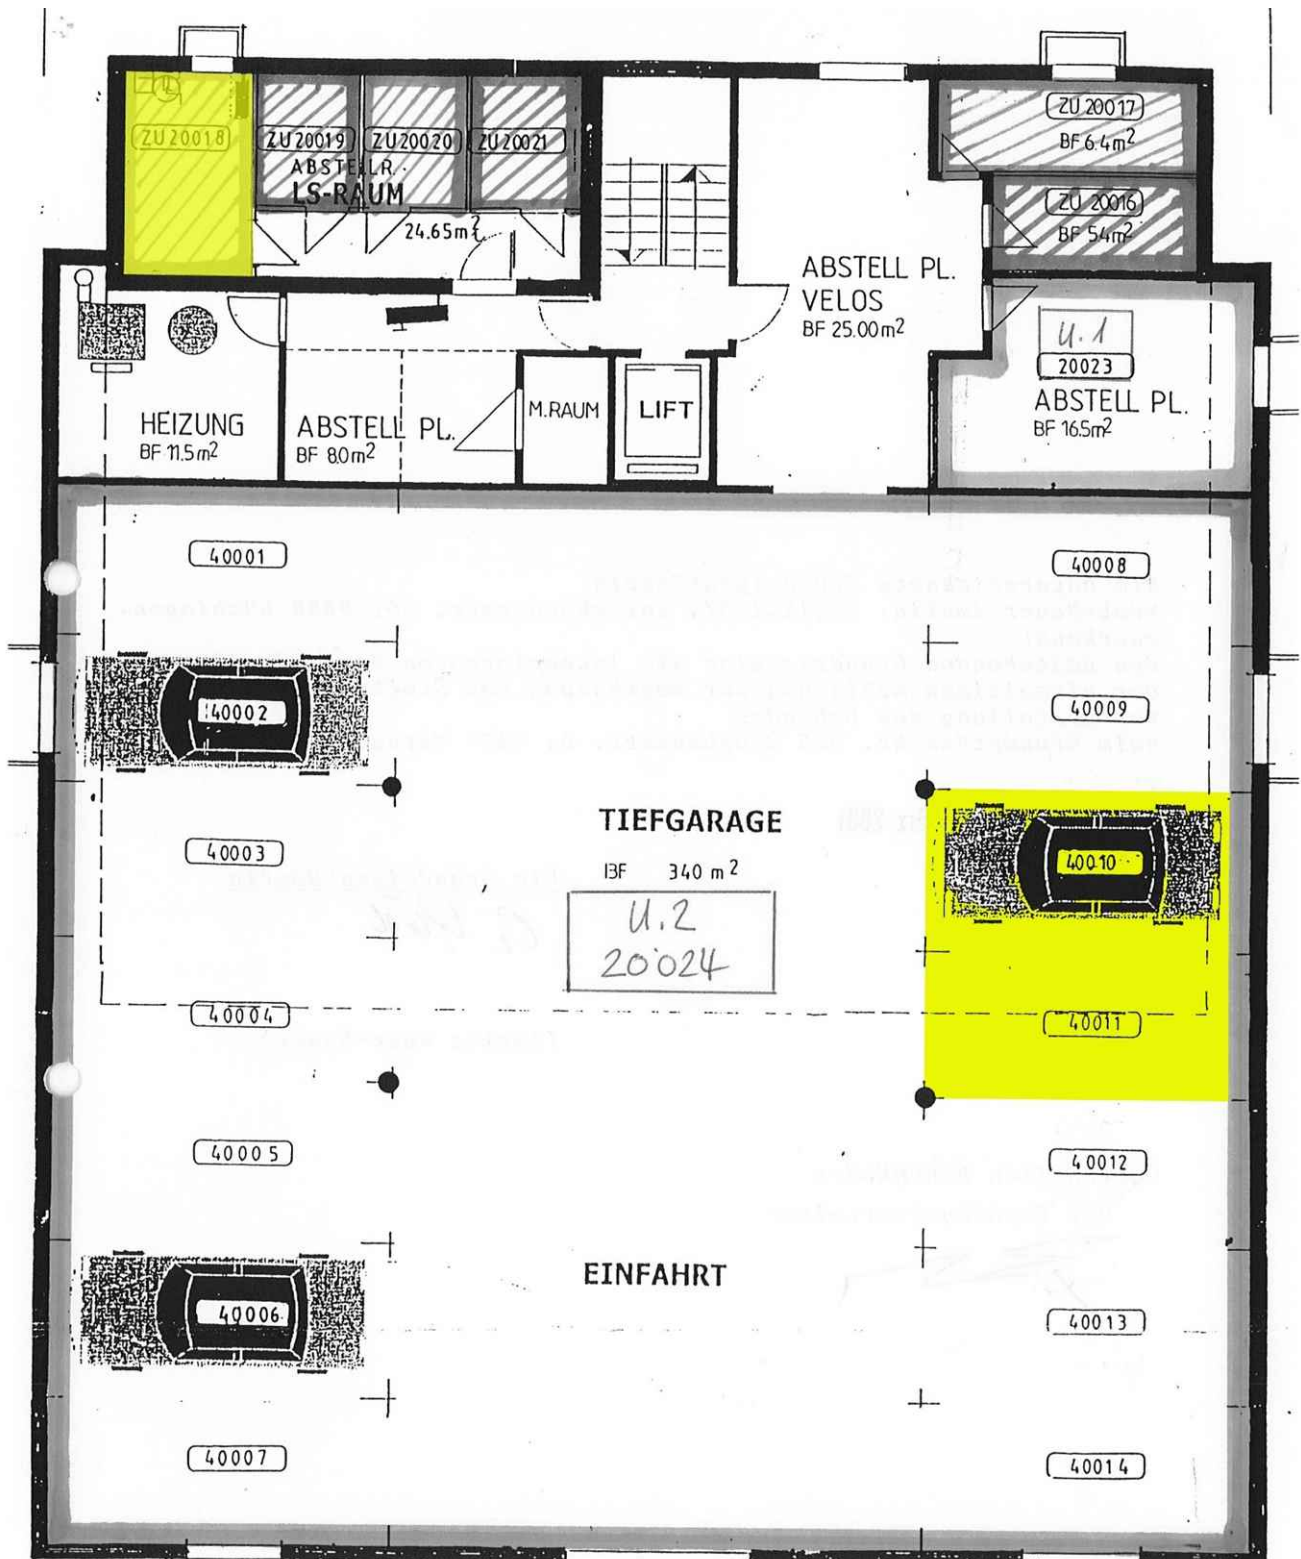 ZU 20018
ZU 20019
ZU 20020
ZU 20021
ABSTELLR.
LS-RAUM
24.65m²
ZU 20017
BF 6.4m²
ZU 20016
BF 5.4m²
ABSTELL PL.
VELOS
BF 25.00m²
U.1
20023
ABSTELL PL.
BF 16.5m²
HEIZUNG
BF 11.5m²
ABSTELL PL.
BF 8.0m²
M.RAUM
LIFT
40001
40008
40002
40009
40003
TIEFGARAGE
BF 340 m²
40010
U.2
20'024
40004
40011
40005
40012
EINFAHRT
40006
40013
40007
40014